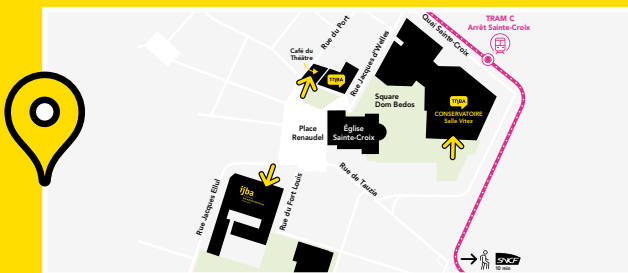 TRAM C
Arrêt Sainte-Croix
Quai Sainte-Croix
Rue du Port
Café du
Théâtre
TnBA
Rue Jacques d'Welles
Square
Dom Bedos
TnBA
CONSERVATOIRE
Salle Vitez
Place
Renaudel
Église
Sainte-Croix
Rue de Tauzia
ijba
Rue Jacques Ellul
Rue du Fort Louis
SNCF
10 min